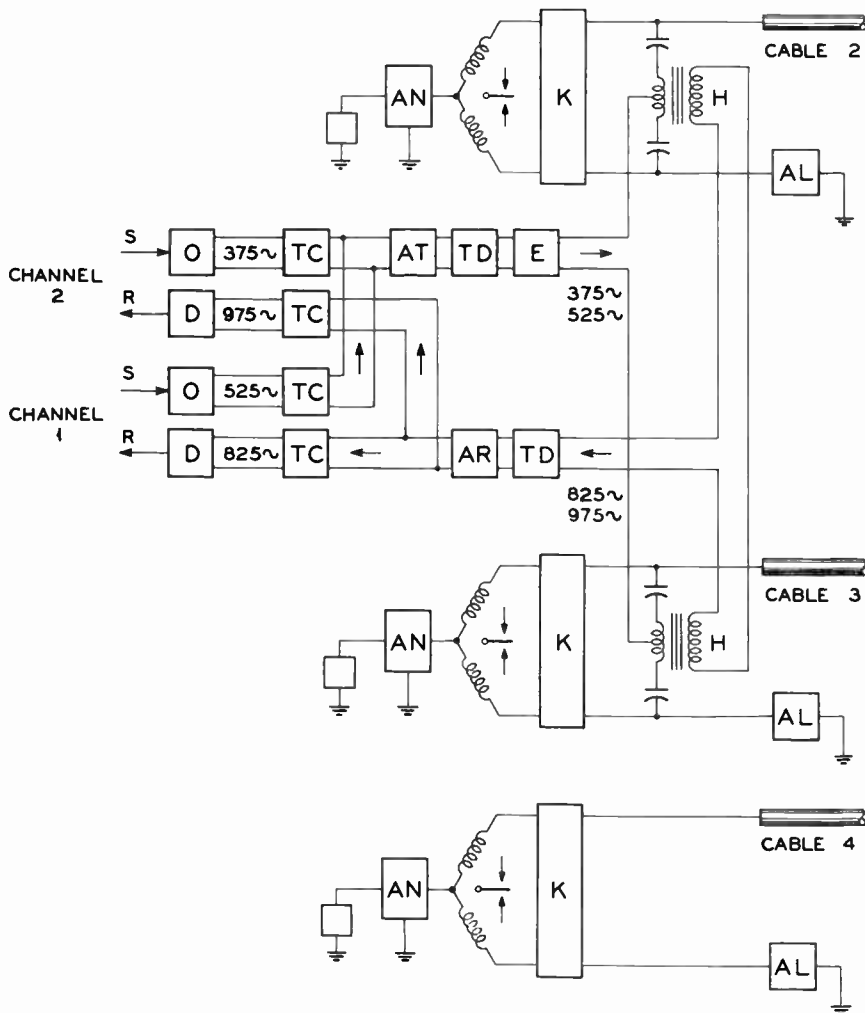 CABLE 2
AN
K
H
AL
S
O
375~
TC
AT
TD
E
CHANNEL
2
375~
525~
R
D
975~
TC
S
O
525~
TC
CHANNEL
1
R
D
825~
TC
AR
TD
825~
975~
CABLE 3
AN
K
H
AL
CABLE 4
AN
K
AL